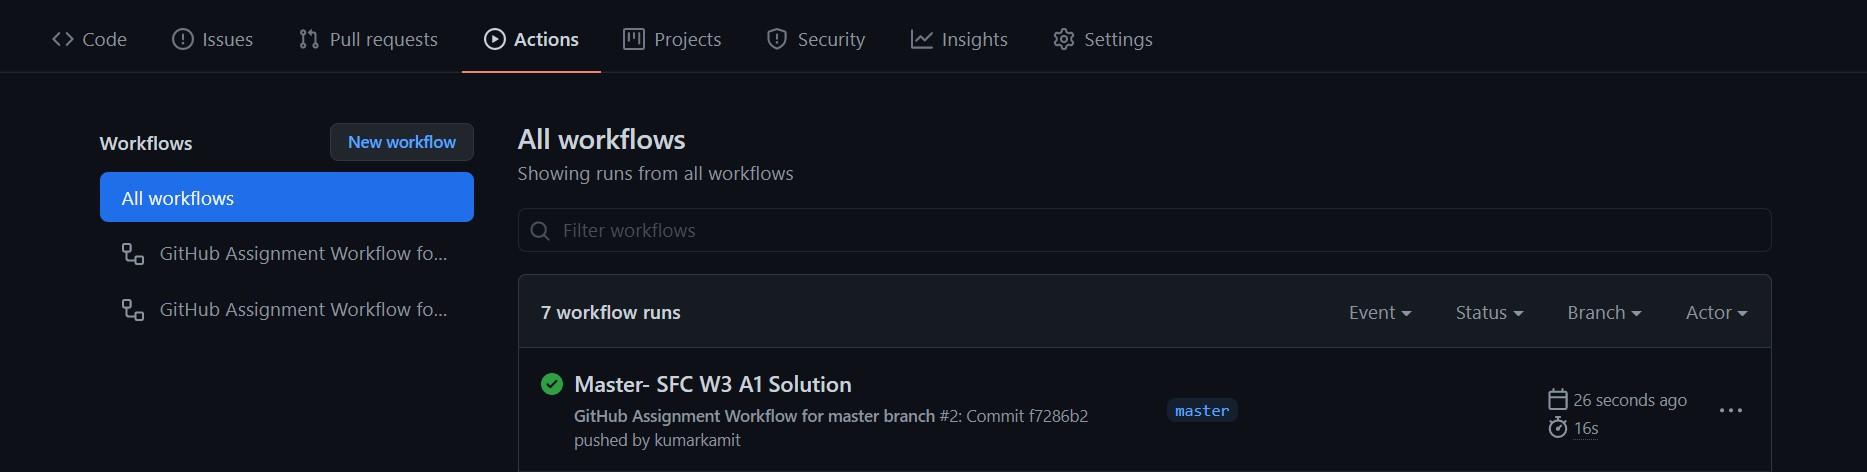 Code Issues Pull requests Actions Projects Security Insights Settings
Workflows
New workflow
All workflows
GitHub Assignment Workflow fo...
GitHub Assignment Workflow fo...
All workflows
Showing runs from all workflows
Filter workflows
7 workflow runs
Event Status Branch Actor
Master- SFC W3 A1 Solution
GitHub Assignment Workflow for master branch #2: Commit f7286b2
pushed by kumarkamit
master
26 seconds ago
16s